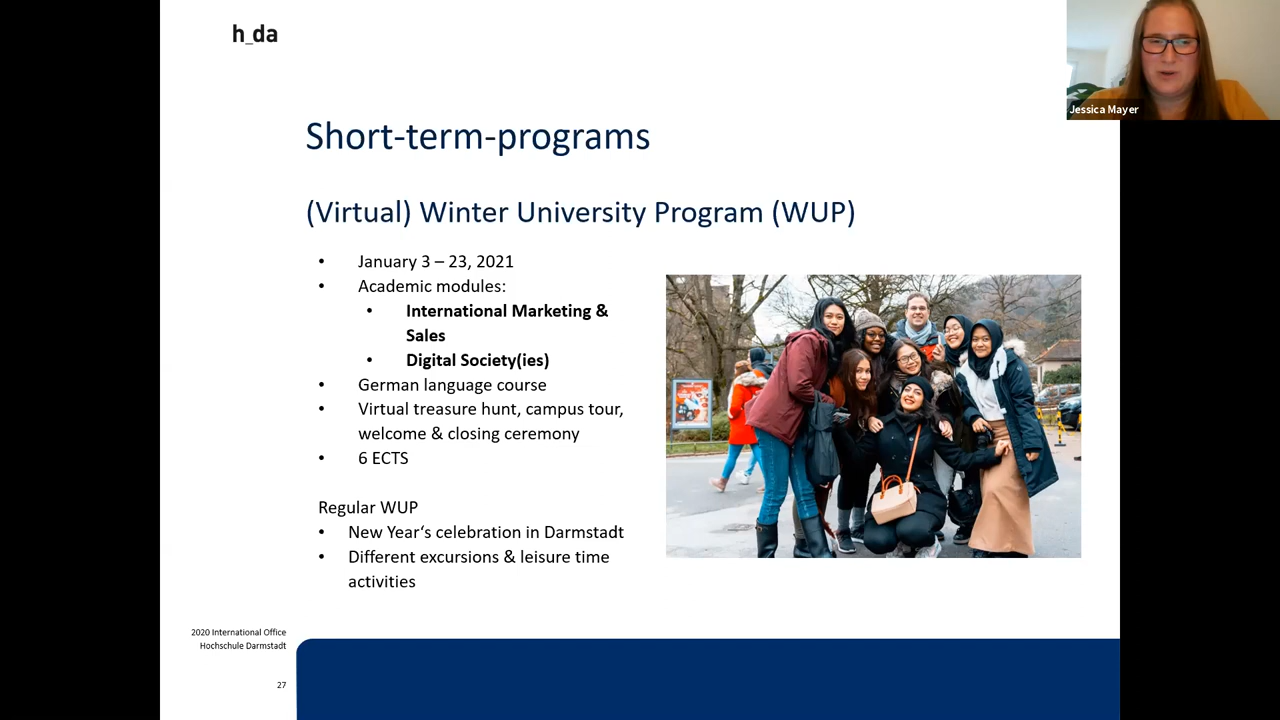 h_da
Jessica Mayer
Short-term-programs
(Virtual) Winter University Program (WUP)
• January 3 – 23, 2021
• Academic modules:
• International Marketing &
Sales
• Digital Society(ies)
• German language course
• Virtual treasure hunt, campus tour,
welcome & closing ceremony
• 6 ECTS
Regular WUP
• New Year‘s celebration in Darmstadt
• Different excursions & leisure time
activities
2020 International Office
Hochschule Darmstadt
27